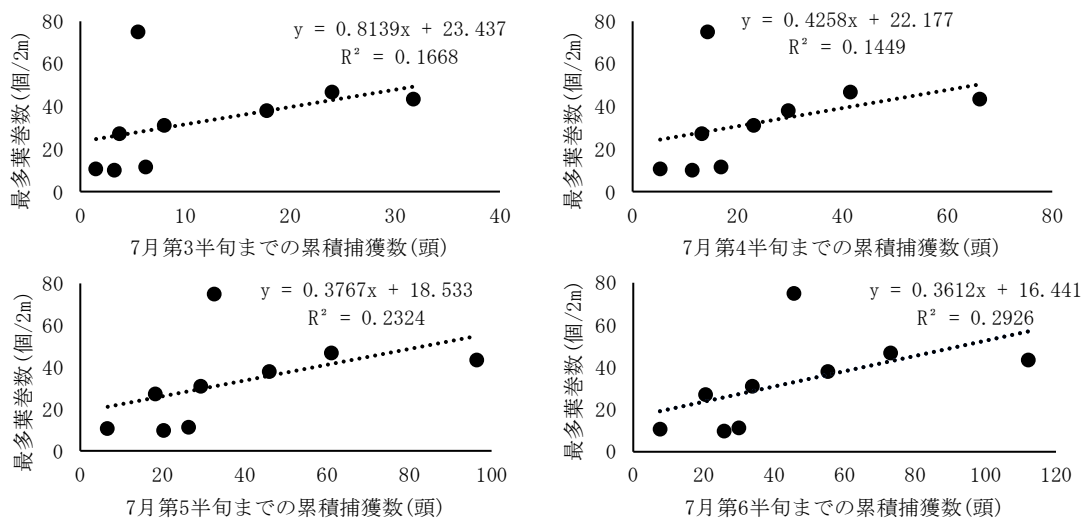 y = 0.8139x + 23.437
R² = 0.1668
最多葉巻数(個/2m)
80
60
40
20
0
0 10 20 30 40
7月第3半旬までの累積捕獲数(頭)
y = 0.4258x + 22.177
R² = 0.1449
最多葉巻数(個/2m)
80
60
40
20
0
0 20 40 60 80
7月第4半旬までの累積捕獲数(頭)
y = 0.3767x + 18.533
R² = 0.2324
最多葉巻数(個/2m)
80
60
40
20
0
0 20 40 60 80 100
7月第5半旬までの累積捕獲数(頭)
y = 0.3612x + 16.441
R² = 0.2926
最多葉巻数(個/2m)
80
60
40
20
0
0 20 40 60 80 100 120
7月第6半旬までの累積捕獲数(頭)